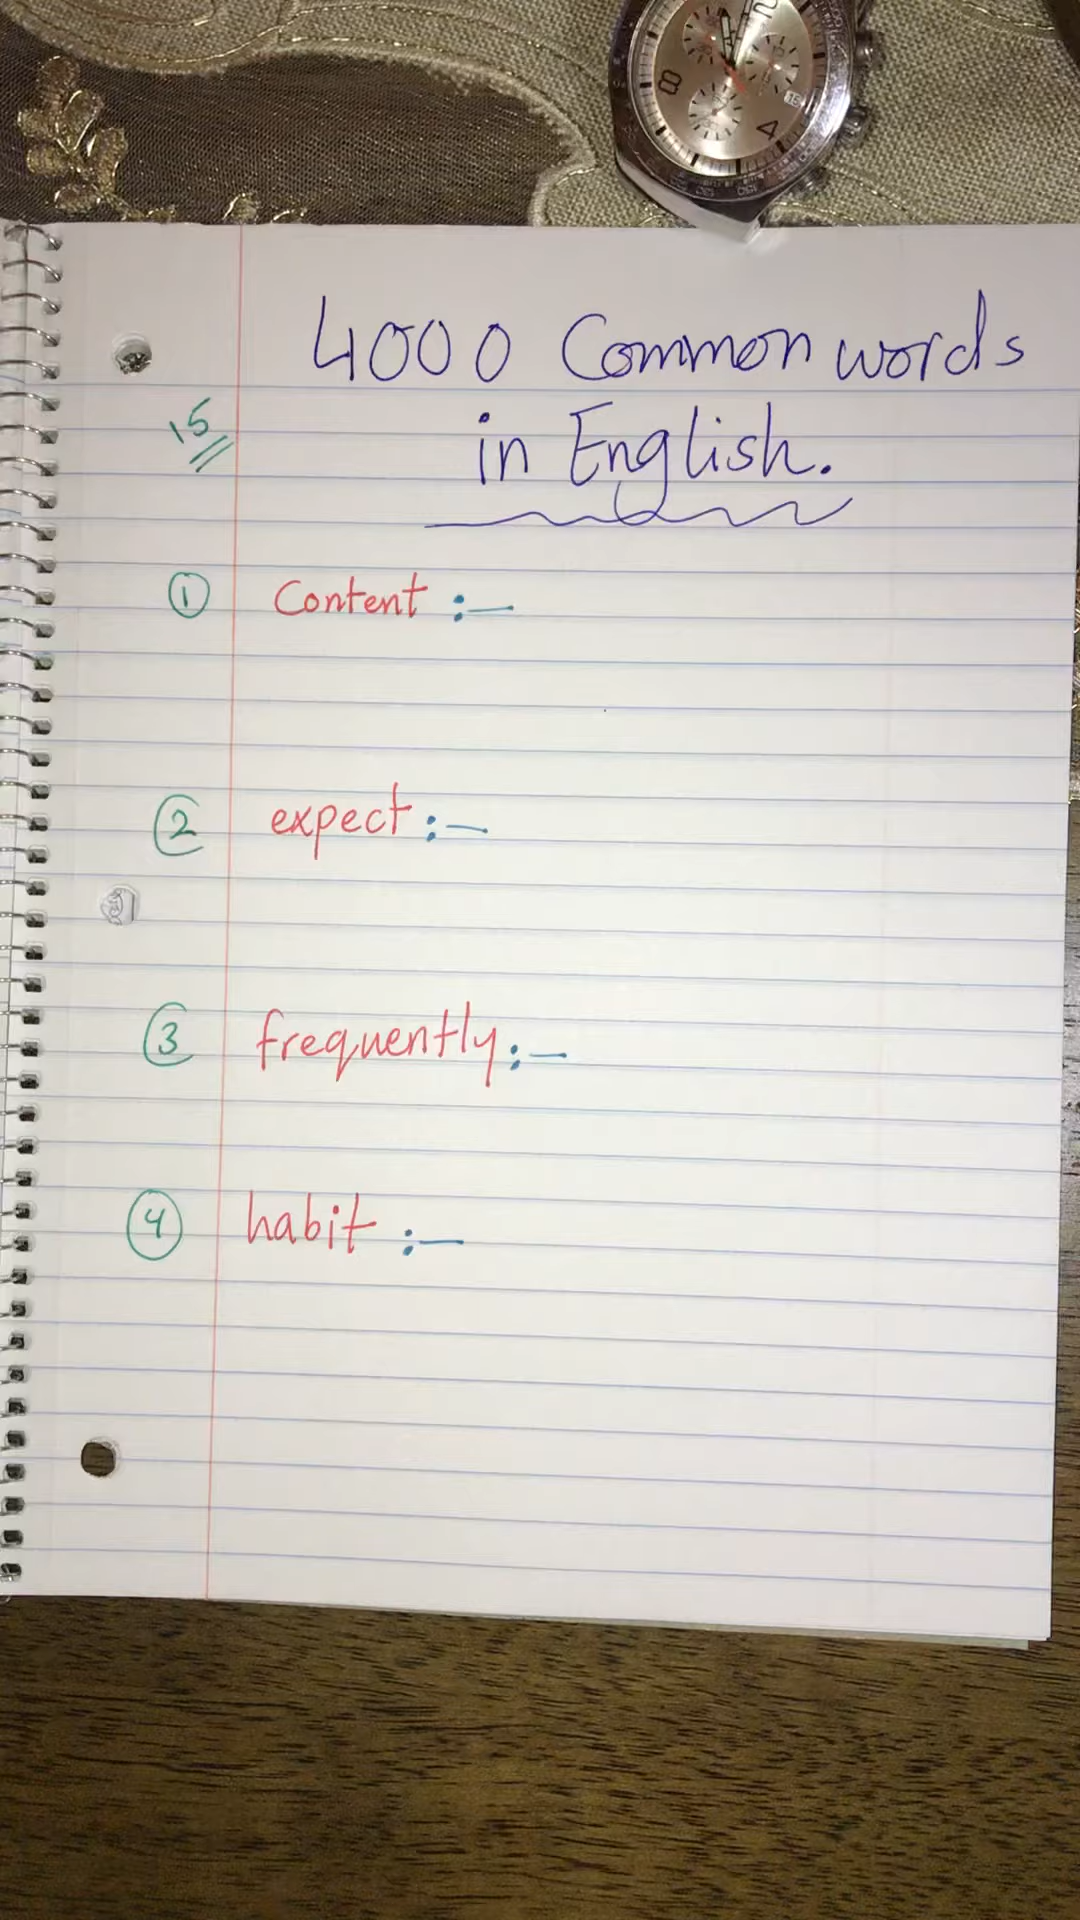 4000 Common words
15
in English.
① Content :—
② expect :—
③ frequently :—
④ habit :—